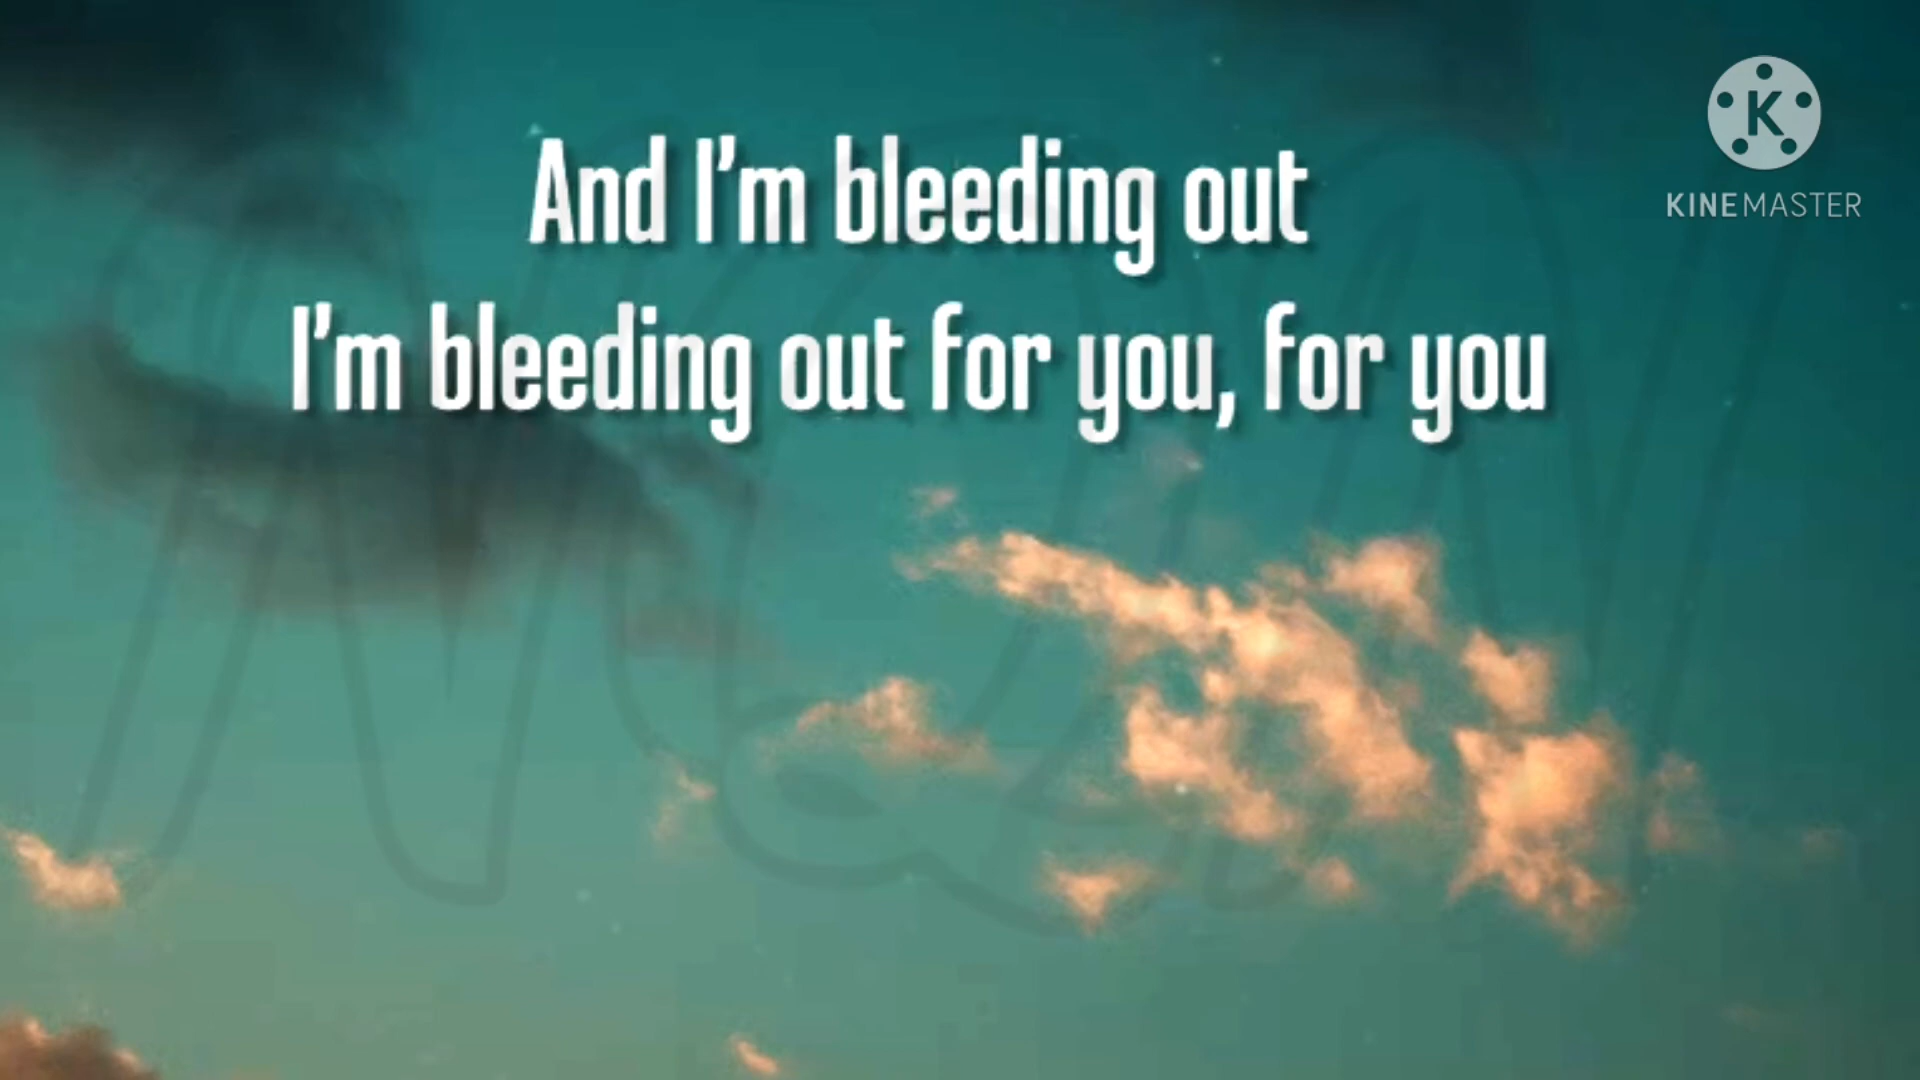 And I'm bleeding out
I'm bleeding out for you, for you
K
KINEMASTER